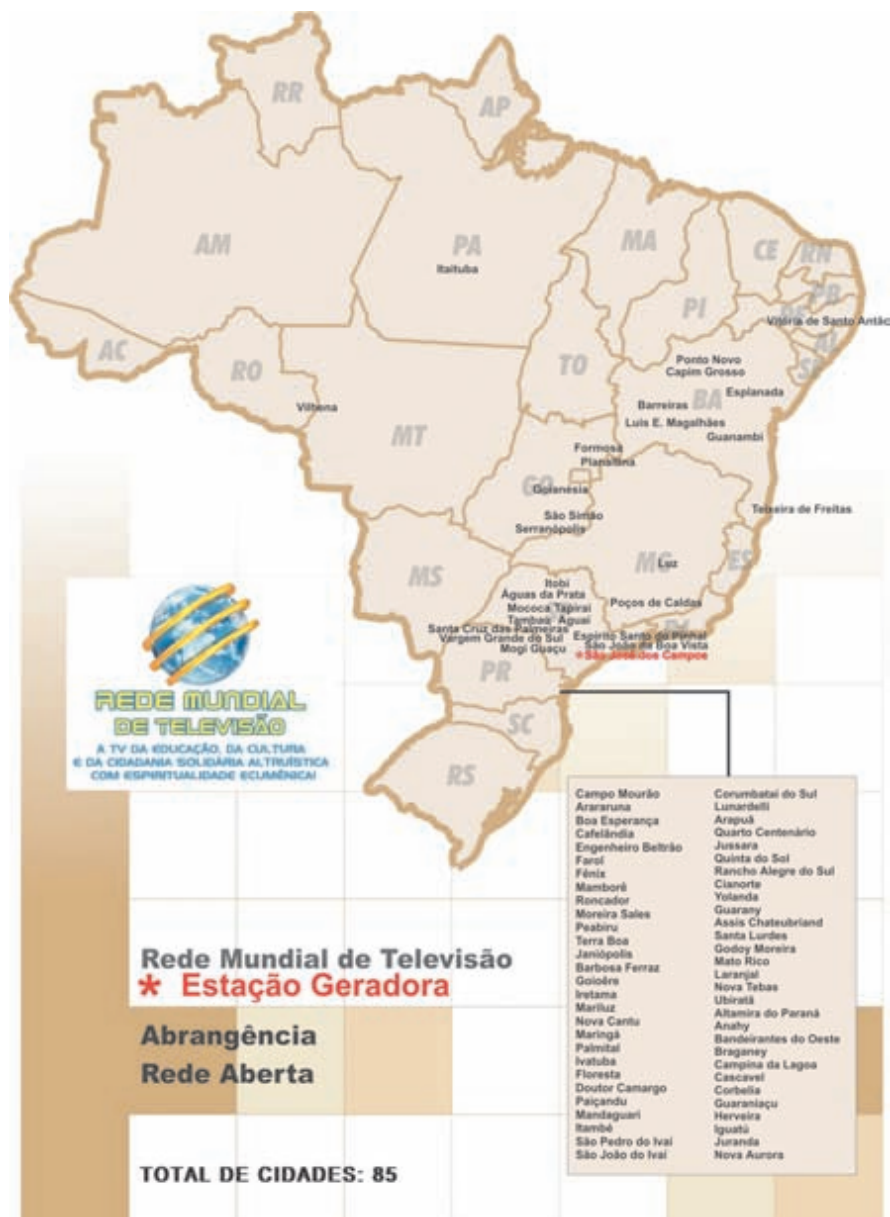 RR
AP
AM
PA
Itaituba
MA
CE
RN
PB
PI
PE
Vitória de Santo Antão
AL
SE
AC
RO
TO
Ponto Novo
Capim Grosso
Esplanada
BA
Barreiras
Vilhena
Luis E. Magalhães
Guanambi
MT
Formosa
Planaltina
GO
Goianesia
Teixeira de Freitas
São Simão
Serranópolis
MS
MG
Luz
ES
Itobi
Águas da Prata
Poços de Caldas
Mococa Tapirai
Tambaú Aguaí
Santa Cruz das Palmeiras
Vargem Grande do Sul
Mogi Guaçu
RJ
Espirito Santo do Pinhal
São João da Boa Vista
*São José dos Campos
PR
SC
RS
REDE MUNDIAL
DE TELEVISÃO
A TV DA EDUCAÇÃO, DA CULTURA
E DA CIDADANIA SOLIDÁRIA ALTRUÍSTICA
COM ESPIRITUALIDADE ECUMÊNICA!
Campo Mourão
Araruruna
Boa Esperança
Cafelândia
Engenheiro Beltrão
Farol
Fênix
Mamborê
Roncador
Moreira Sales
Peabiru
Terra Boa
Janiópolis
Barbosa Ferraz
Goioêre
Iretama
Mariluz
Nova Cantu
Maringá
Palmital
Ivatuba
Floresta
Doutor Camargo
Paiçandu
Mandaguari
Itambé
São Pedro do Ivaí
São João do Ivaí
Corumbataí do Sul
Lunardelli
Arapuã
Quarto Centenário
Jussara
Quinta do Sol
Rancho Alegre do Sul
Cianorte
Yolanda
Guarany
Assis Chateubriand
Santa Lurdes
Godoy Moreira
Mato Rico
Laranjal
Nova Tebas
Ubiratã
Altamira do Paraná
Anahy
Bandeirantes do Oeste
Braganey
Campina da Lagoa
Cascavel
Corbelia
Guaraniaçu
Herveira
Iguatú
Juranda
Nova Aurora
Rede Mundial de Televisão
* Estação Geradora
Abrangência
Rede Aberta
TOTAL DE CIDADES: 85